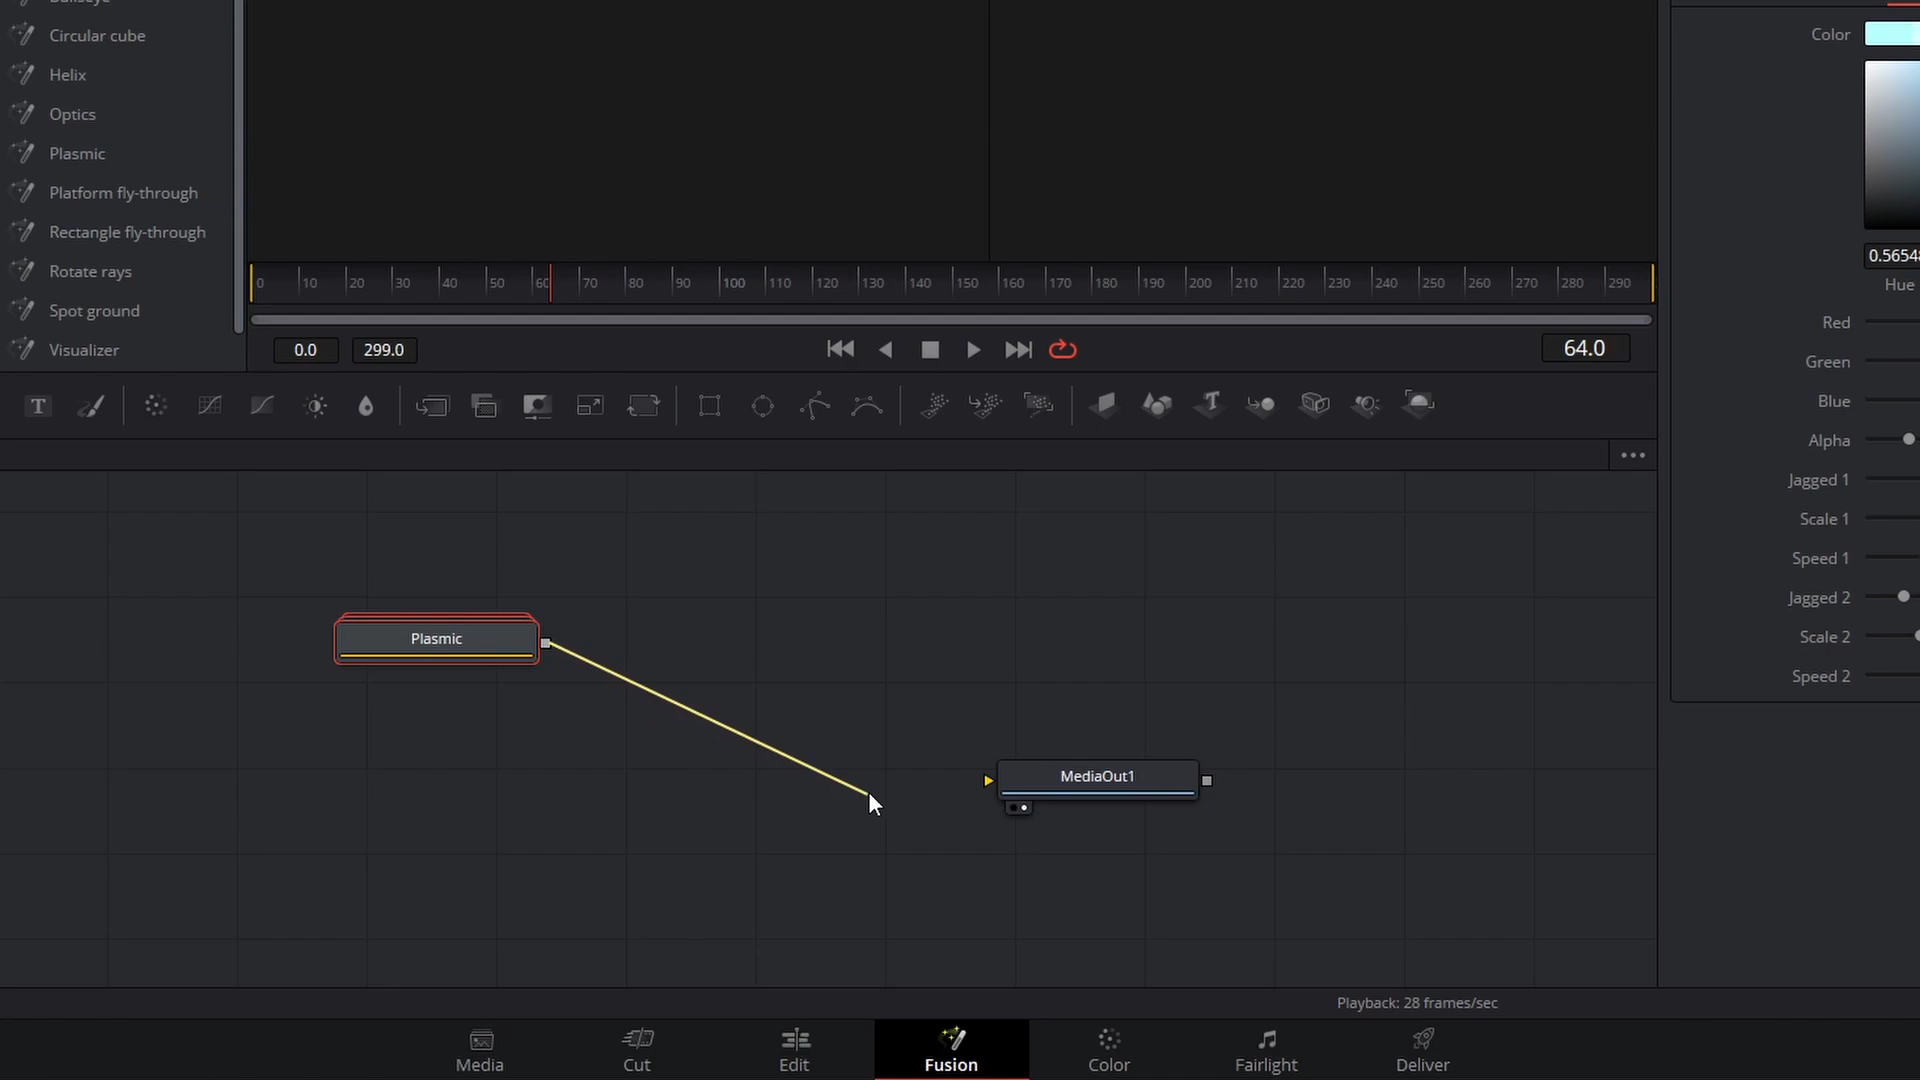 Bullseye
Circular cube
Helix
Optics
Plasmic
Platform fly-through
Rectangle fly-through
Rotate rays
Spot ground
Visualizer
0 10 20 30 40 50 60 70 80 90 100 110 120 130 140 150 160 170 180 190 200 210 220 230 240 250 260 270 280 290
0.0 299.0 64.0
T
Plasmic
MediaOut1
Color
0.5654
Hue
Red
Green
Blue
Alpha
Jagged 1
Scale 1
Speed 1
Jagged 2
Scale 2
Speed 2
Playback: 28 frames/sec
Media Cut Edit Fusion Color Fairlight Deliver